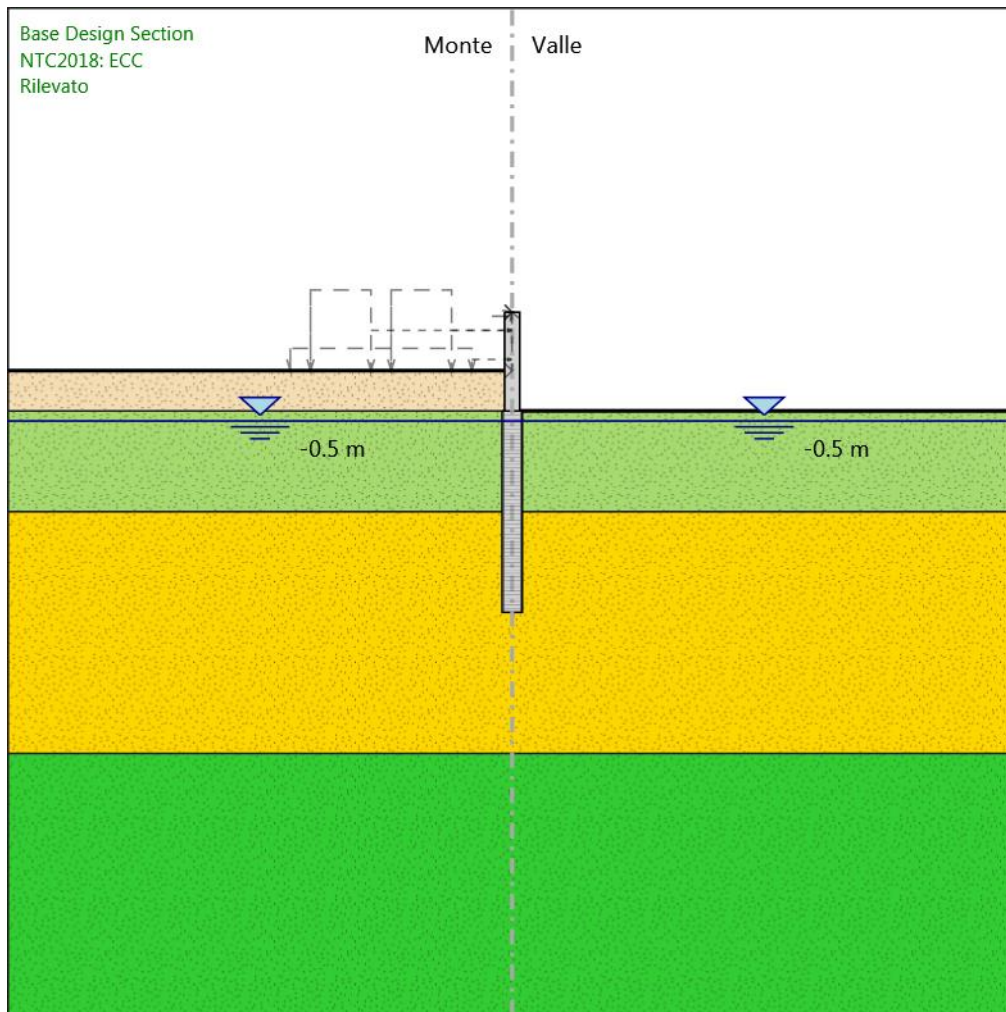 Base Design Section
NTC2018: ECC
Rilevato
Monte Valle
-0.5 m -0.5 m